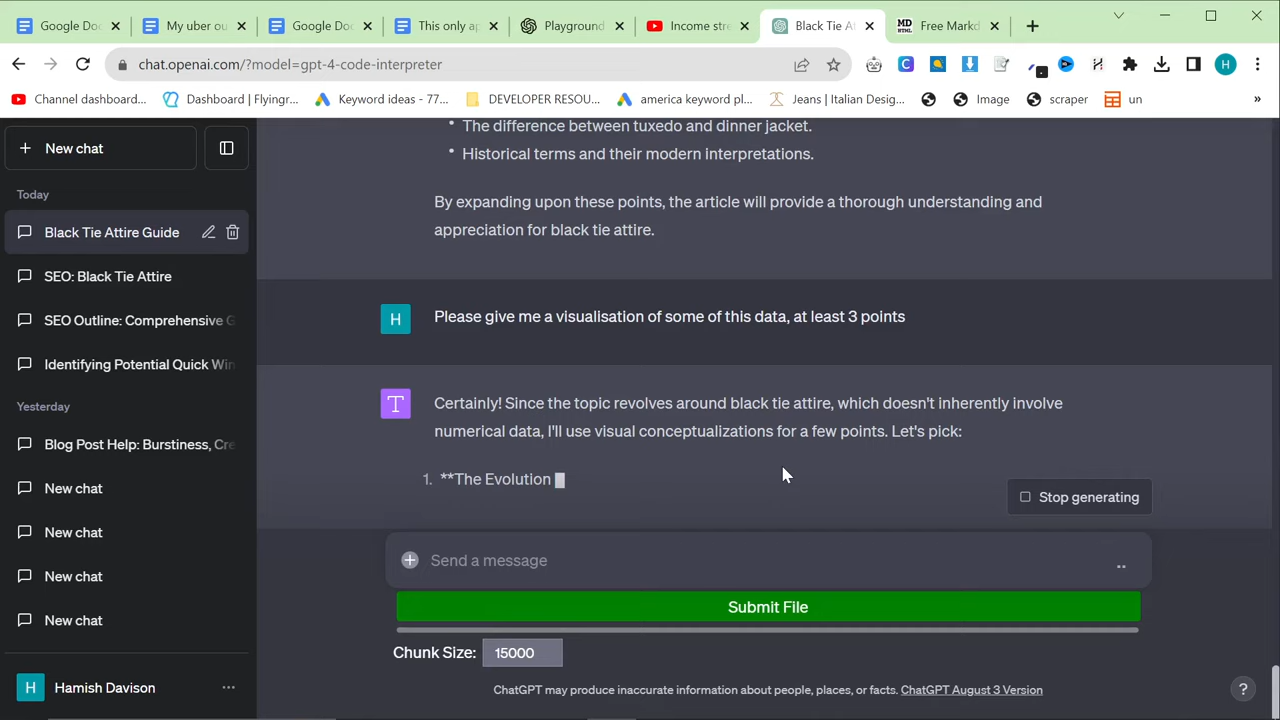 Google Doc
My uber ou
Google Doc
This only ap
Playground
Income stre
Black Tie At
MD
HTML
Free Markd
chat.openai.com/?model=gpt-4-code-interpreter
H
Channel dashboard...
Dashboard | Flyingr...
Keyword ideas - 77...
DEVELOPER RESOU...
america keyword pl...
Jeans | Italian Desig...
Image
scraper
un
»
New chat
Today
Black Tie Attire Guide
SEO: Black Tie Attire
SEO Outline: Comprehensive G
Identifying Potential Quick Win
Yesterday
Blog Post Help: Burstiness, Cre
New chat
New chat
New chat
New chat
H
Hamish Davison
• The difference between tuxedo and dinner jacket.
• Historical terms and their modern interpretations.
By expanding upon these points, the article will provide a thorough understanding and
appreciation for black tie attire.
H
Please give me a visualisation of some of this data, at least 3 points
T
Certainly! Since the topic revolves around black tie attire, which doesn't inherently involve
numerical data, I'll use visual conceptualizations for a few points. Let's pick:
1. **The Evolution
Stop generating
Send a message
Submit File
Chunk Size: 15000
ChatGPT may produce inaccurate information about people, places, or facts. ChatGPT August 3 Version
?